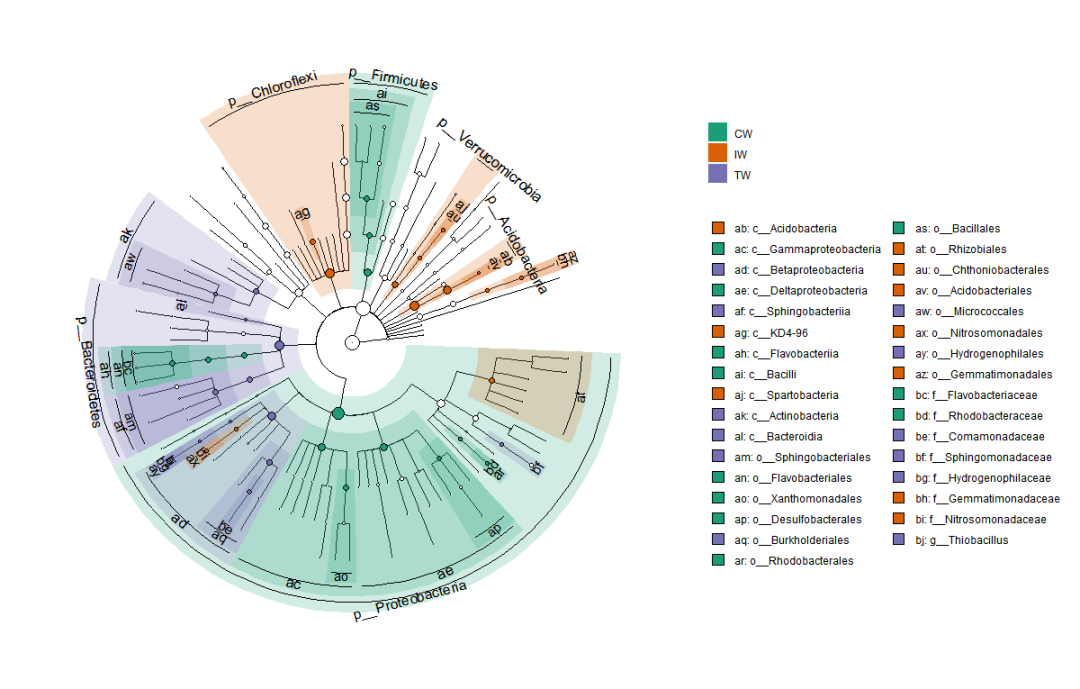 p__Chloroflexi
p__Firmicutes
ai
as
p__Verrucomicrobia
p__Acidobacteria
ag
aj
au
ab
av
az
bh
ak
aw
al
p__Bacteroidetes
ah
an
bc
af
am
ax
bi
ad
be
aq
ac
ao
ae
ap
p__Proteobacteria
ar
bd
bf
at
CW
IW
TW
ab: c__Acidobacteria
ac: c__Gammaproteobacteria
ad: c__Betaproteobacteria
ae: c__Deltaproteobacteria
af: c__Sphingobacteriia
ag: c__KD4-96
ah: c__Flavobacteriia
ai: c__Bacilli
aj: c__Spartobacteria
ak: c__Actinobacteria
al: c__Bacteroidia
am: o__Sphingobacteriales
an: o__Flavobacteriales
ao: o__Xanthomonadales
ap: o__Desulfobacterales
aq: o__Burkholderiales
ar: o__Rhodobacterales
as: o__Bacillales
at: o__Rhizobiales
au: o__Chthoniobacterales
av: o__Acidobacteriales
aw: o__Micrococcales
ax: o__Nitrosomonadales
ay: o__Hydrogenophilales
az: o__Gemmatimonadales
bc: f__Flavobacteriaceae
bd: f__Rhodobacteraceae
be: f__Comamonadaceae
bf: f__Sphingomonadaceae
bg: f__Hydrogenophilaceae
bh: f__Gemmatimonadaceae
bi: f__Nitrosomonadaceae
bj: g__Thiobacillus